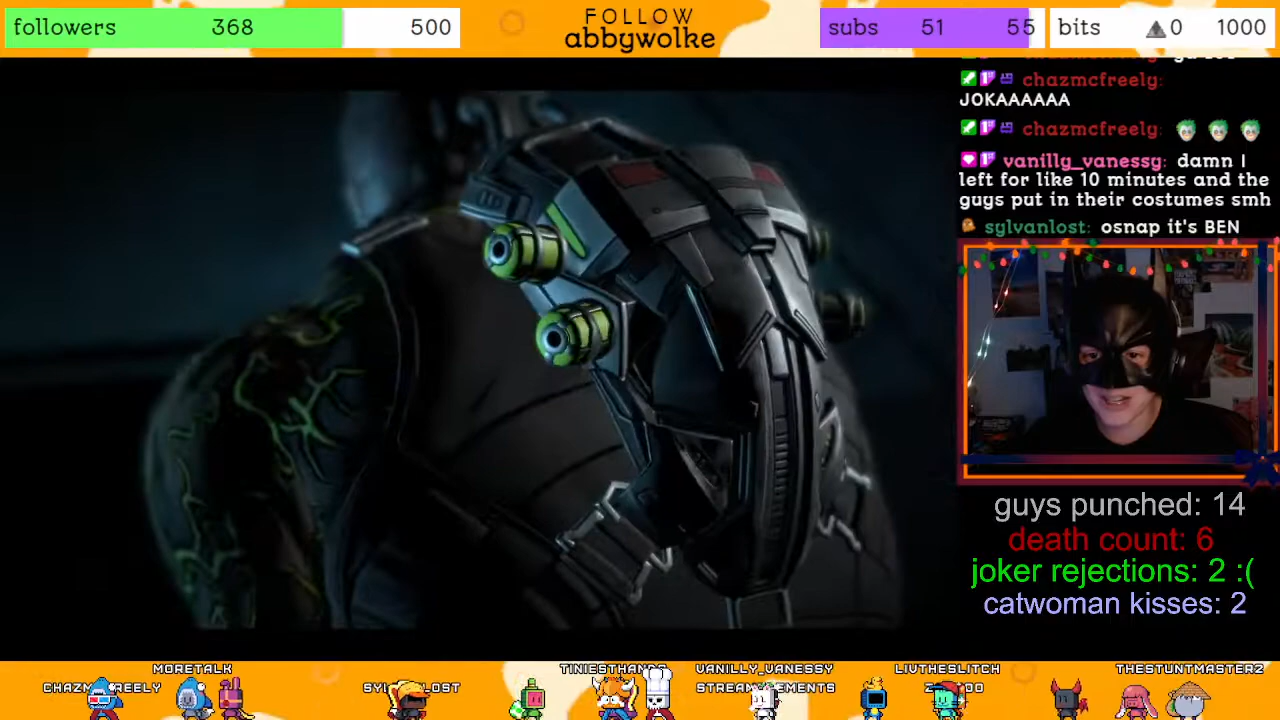 followers 368 500
FOLLOW
abbywolke
subs 51 55
bits 0 1000
chazmcfreely:
JOKAAAAAA
chazmcfreely:
vanilly_vanessy: damn I
left for like 10 minutes and the
guys put in their costumes smh
sylvanlost: osnap it's BEN
guys punched: 14
death count: 6
joker rejections: 2 :(
catwoman kisses: 2
MORETALK
VANILLY_VANESSY
LIVTHESLITCH
THESTUNTMASTER2